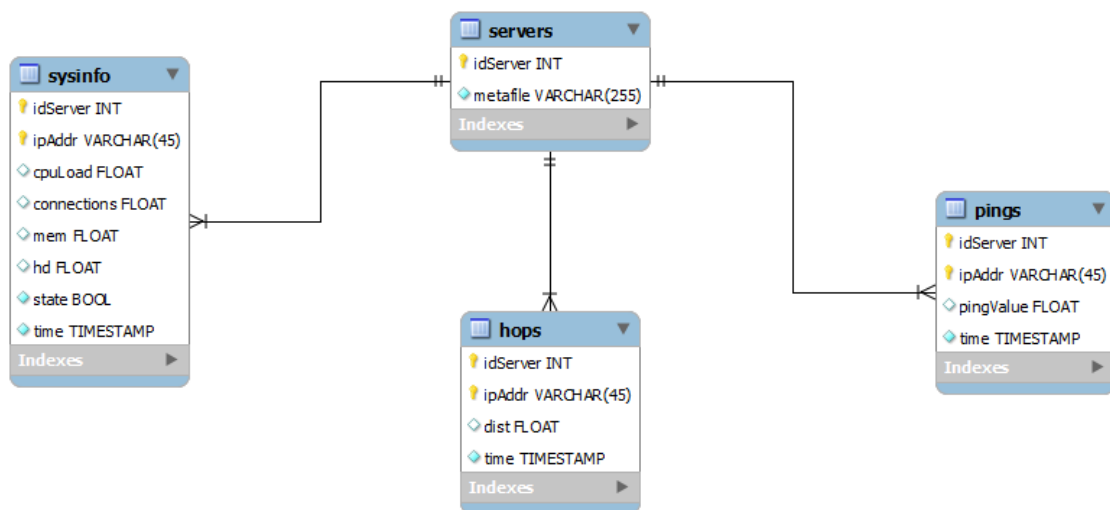 servers
idServer INT
metafile VARCHAR(255)
Indexes
sysinfo
idServer INT
ipAddr VARCHAR(45)
cpuLoad FLOAT
connections FLOAT
mem FLOAT
hd FLOAT
state BOOL
time TIMESTAMP
Indexes
hops
idServer INT
ipAddr VARCHAR(45)
dist FLOAT
time TIMESTAMP
Indexes
pings
idServer INT
ipAddr VARCHAR(45)
pingValue FLOAT
time TIMESTAMP
Indexes